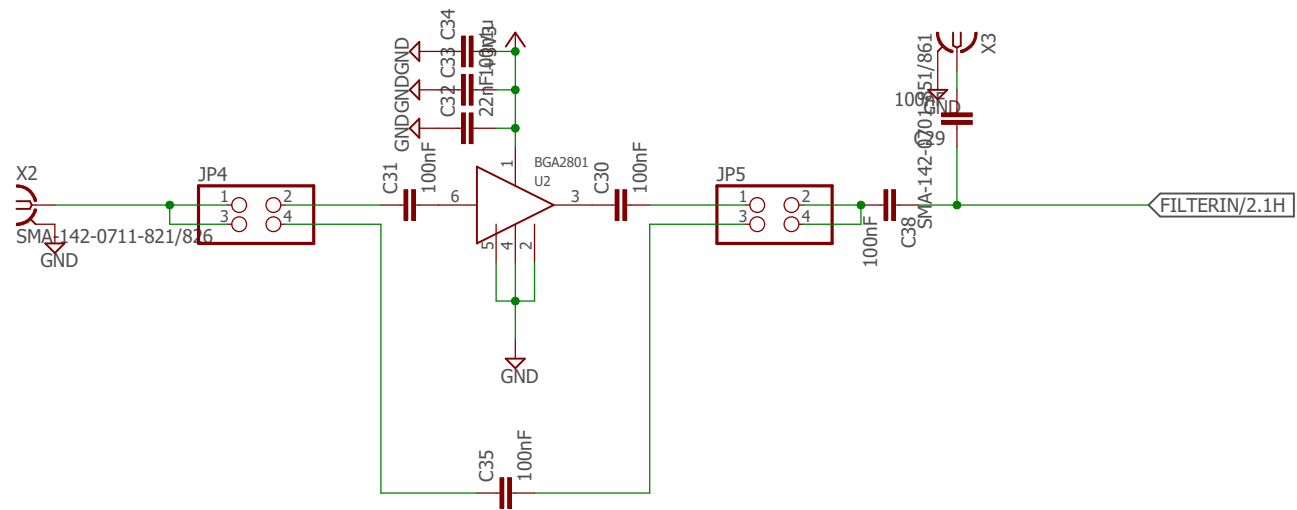 C34
C33
C32
GND
GND
GND
22nF
X3
GND
C29
X2
SMA-142-0711-821/826
GND
JP4
1
2
3
4
C31
100nF
6
1
BGA2801
U2
3
5
4
2
GND
C30
100nF
JP5
1
2
3
4
100nF
C38
FILTERIN/2.1H
C35
100nF